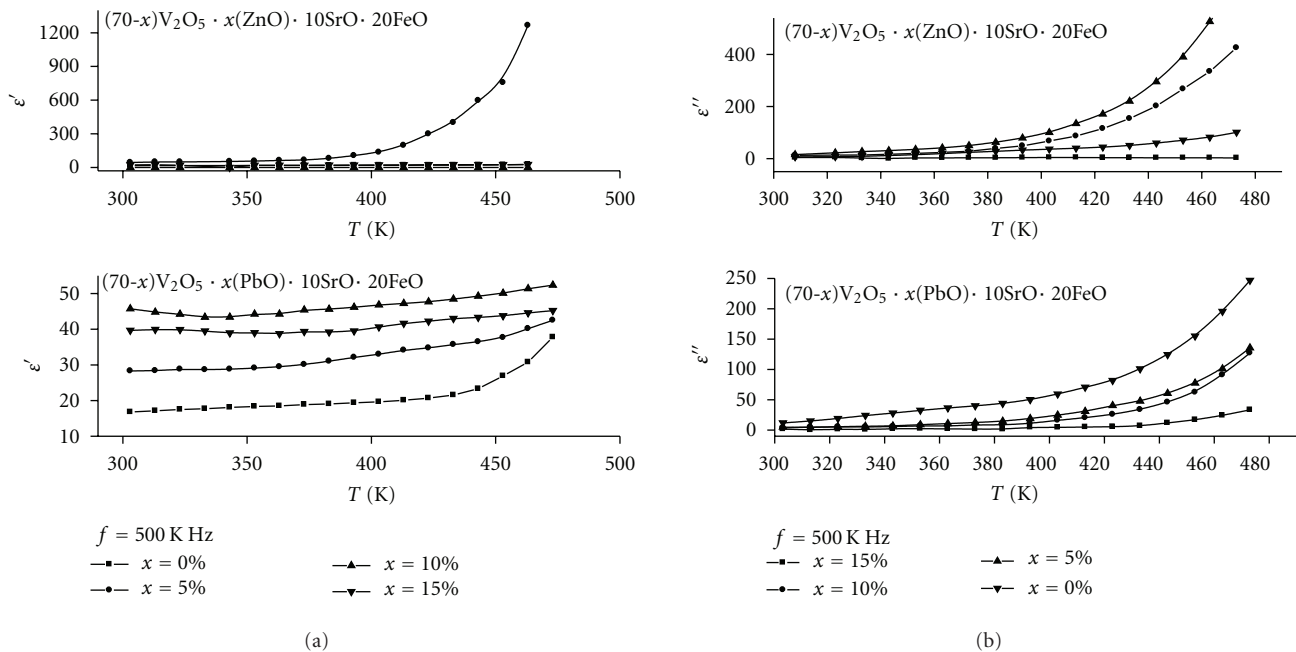 (70-x)V₂O₅ · x(ZnO) · 10SrO · 20FeO
1200
900
600
300
0
ε′
300 350 400 450 500
T (K)
(70-x)V₂O₅ · x(PbO) · 10SrO · 20FeO
50
40
30
20
10
ε′
300 350 400 450 500
T (K)
f = 500 K Hz
x = 0% x = 10%
x = 5% x = 15%
(a)
(70-x)V₂O₅ · x(ZnO) · 10SrO · 20FeO
400
200
0
ε″
300 320 340 360 380 400 420 440 460 480
T (K)
(70-x)V₂O₅ · x(PbO) · 10SrO · 20FeO
250
200
150
100
50
0
ε″
300 320 340 360 380 400 420 440 460 480
T (K)
f = 500 K Hz
x = 15% x = 5%
x = 10% x = 0%
(b)